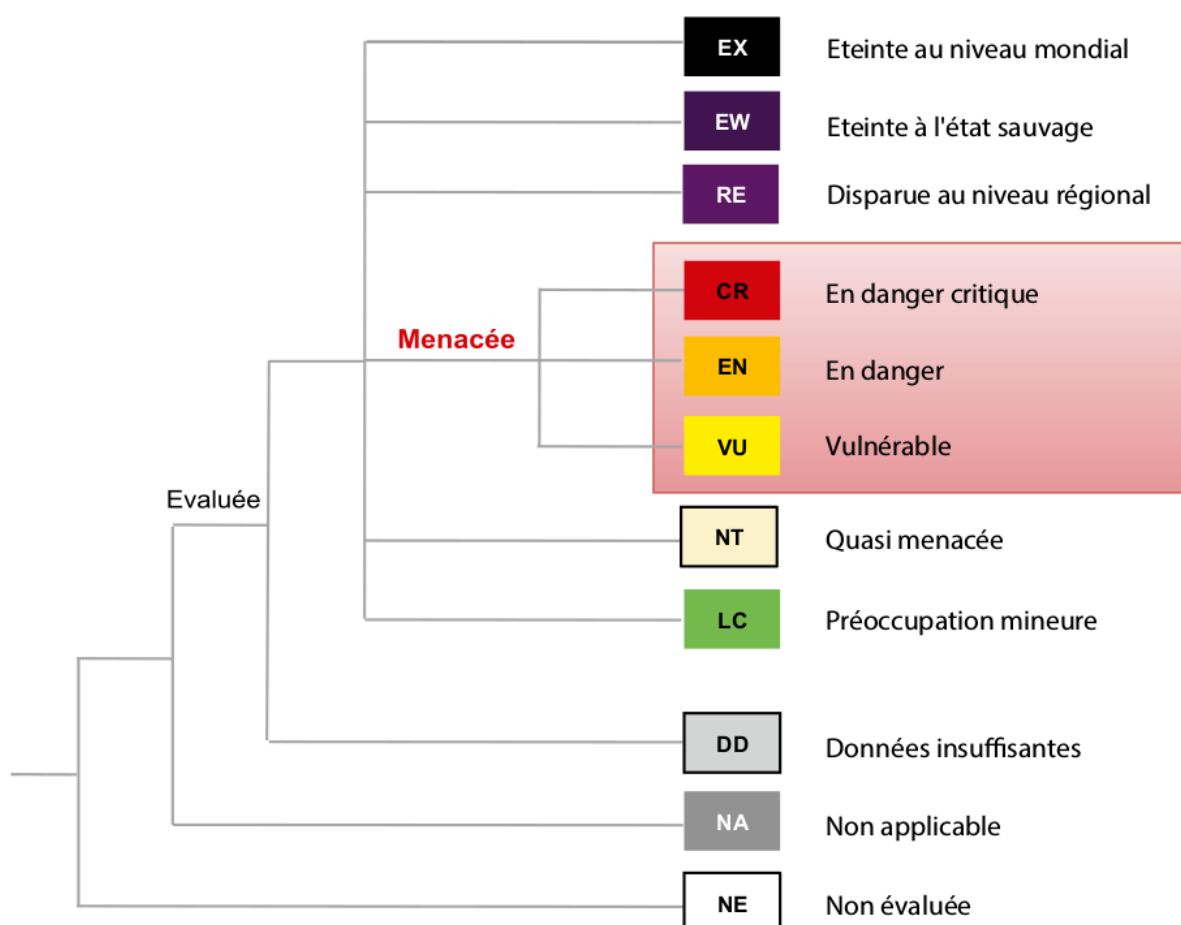 EX Eteinte au niveau mondial
EW Eteinte à l'état sauvage
RE Disparue au niveau régional
CR En danger critique
Menacée
EN En danger
VU Vulnérable
Evaluée
NT Quasi menacée
LC Préoccupation mineure
DD Données insuffisantes
NA Non applicable
NE Non évaluée